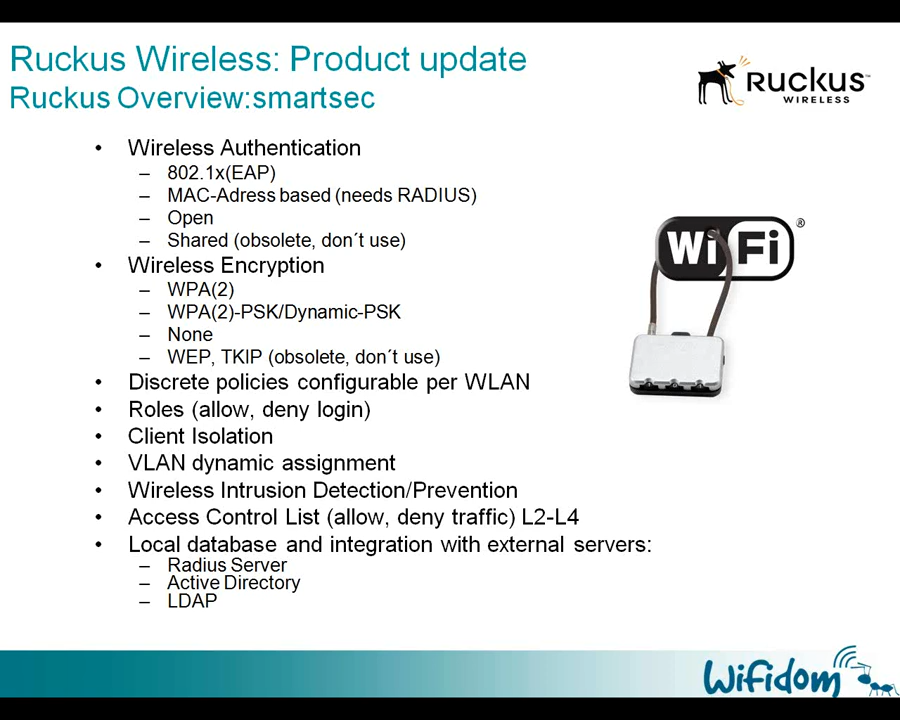 Ruckus Wireless: Product update
Ruckus Overview:smartsec
RUCKUS™
WIRELESS
• Wireless Authentication
– 802.1x(EAP)
– MAC-Adress based (needs RADIUS)
– Open
– Shared (obsolete, don´t use)
• Wireless Encryption
– WPA(2)
– WPA(2)-PSK/Dynamic-PSK
– None
– WEP, TKIP (obsolete, don´t use)
• Discrete policies configurable per WLAN
• Roles (allow, deny login)
• Client Isolation
• VLAN dynamic assignment
• Wireless Intrusion Detection/Prevention
• Access Control List (allow, deny traffic) L2-L4
• Local database and integration with external servers:
– Radius Server
– Active Directory
– LDAP
Wi Fi ®
Wifidom